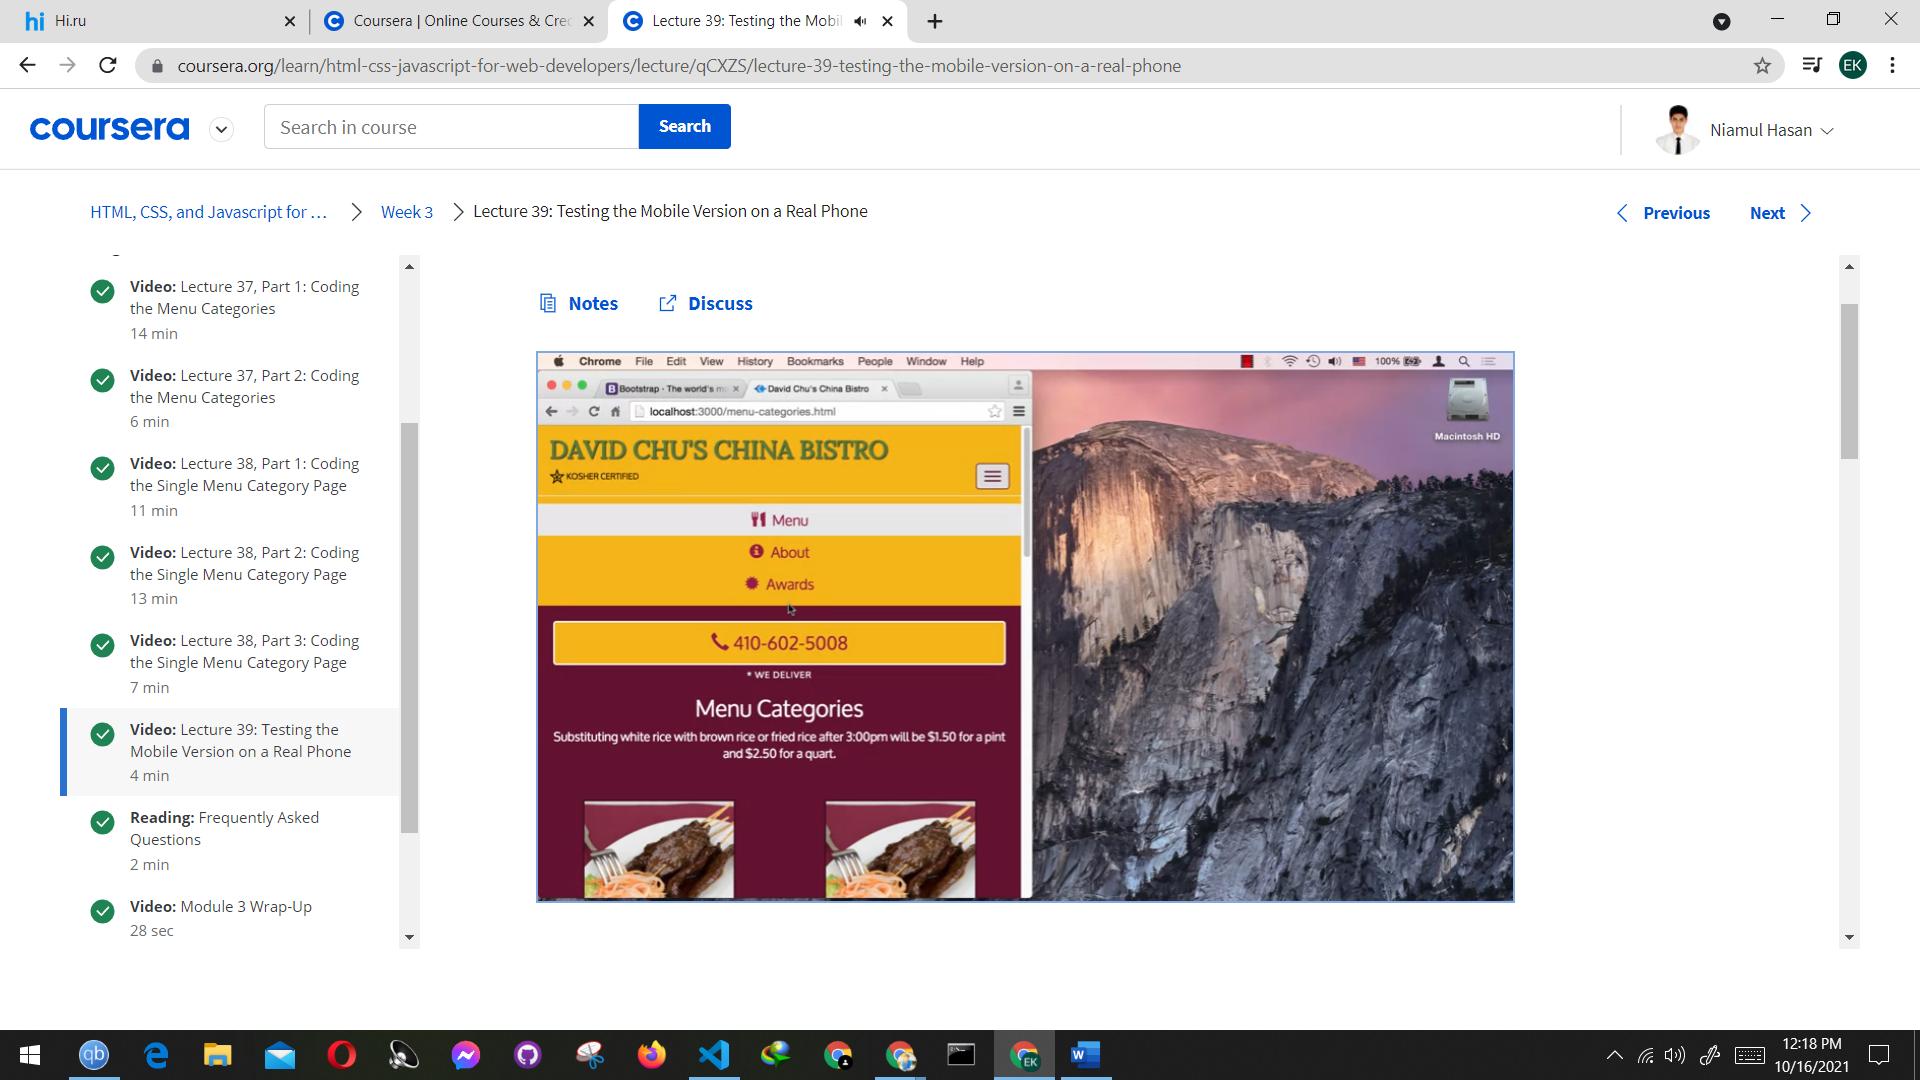 Hi.ru
Coursera | Online Courses & Cre
Lecture 39: Testing the Mobil
coursera.org/learn/html-css-javascript-for-web-developers/lecture/qCXZS/lecture-39-testing-the-mobile-version-on-a-real-phone
EK
coursera
Search in course
Search
Niamul Hasan
HTML, CSS, and Javascript for ...
Week 3
Lecture 39: Testing the Mobile Version on a Real Phone
Previous
Next
Video: Lecture 37, Part 1: Coding
the Menu Categories
14 min
Video: Lecture 37, Part 2: Coding
the Menu Categories
6 min
Video: Lecture 38, Part 1: Coding
the Single Menu Category Page
11 min
Video: Lecture 38, Part 2: Coding
the Single Menu Category Page
13 min
Video: Lecture 38, Part 3: Coding
the Single Menu Category Page
7 min
Video: Lecture 39: Testing the
Mobile Version on a Real Phone
4 min
Reading: Frequently Asked
Questions
2 min
Video: Module 3 Wrap-Up
28 sec
Notes
Discuss
Chrome File Edit View History Bookmarks People Window Help
100%
Bootstrap · The world's m
David Chu's China Bistro
localhost:3000/menu-categories.html
Macintosh HD
DAVID CHU'S CHINA BISTRO
KOSHER CERTIFIED
Menu
About
Awards
410-602-5008
* WE DELIVER
Menu Categories
Substituting white rice with brown rice or fried rice after 3:00pm will be $1.50 for a pint
and $2.50 for a quart.
12:18 PM
10/16/2021